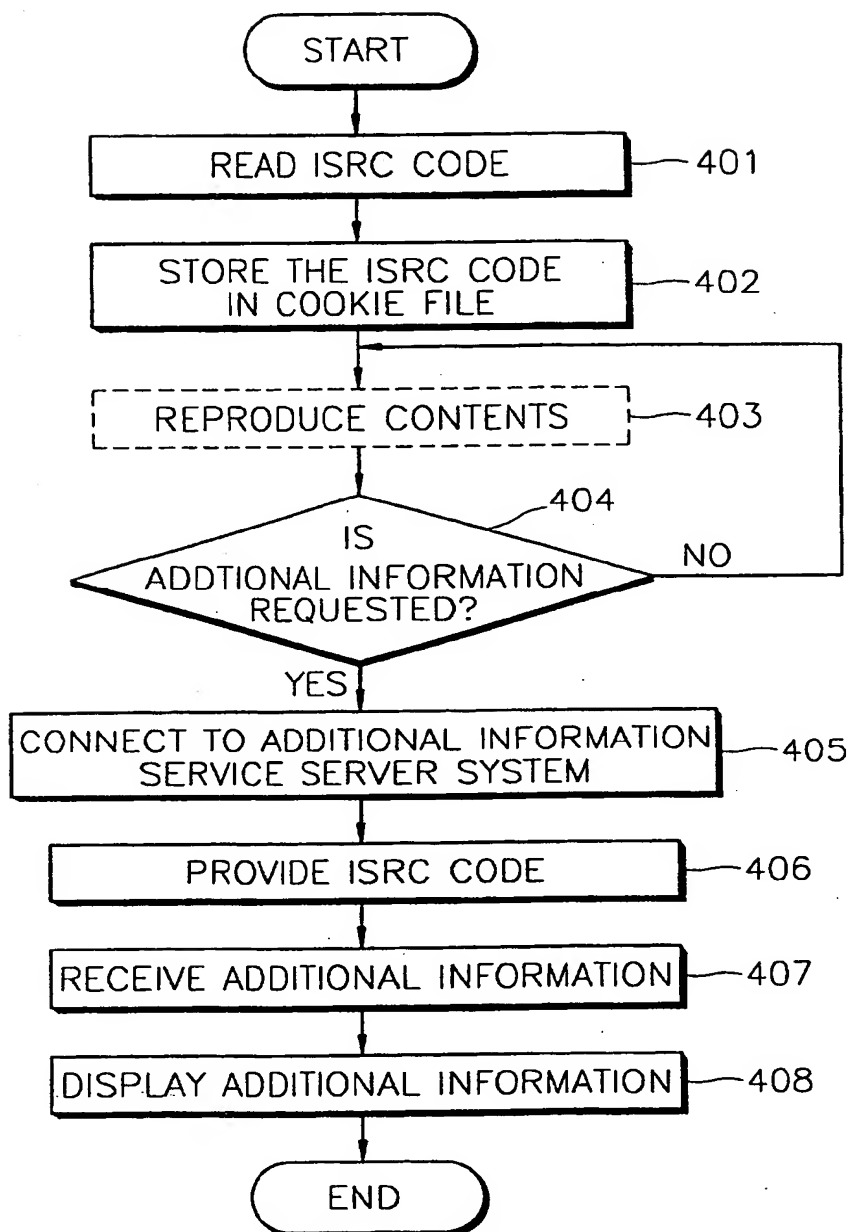 START
READ ISRC CODE
401
STORE THE ISRC CODE
IN COOKIE FILE
402
REPRODUCE CONTENTS
403
404
IS
ADDTIONAL INFORMATION
REQUESTED?
NO
YES
CONNECT TO ADDITIONAL INFORMATION
SERVICE SERVER SYSTEM
405
PROVIDE ISRC CODE
406
RECEIVE ADDITIONAL INFORMATION
407
DISPLAY ADDITIONAL INFORMATION
408
END